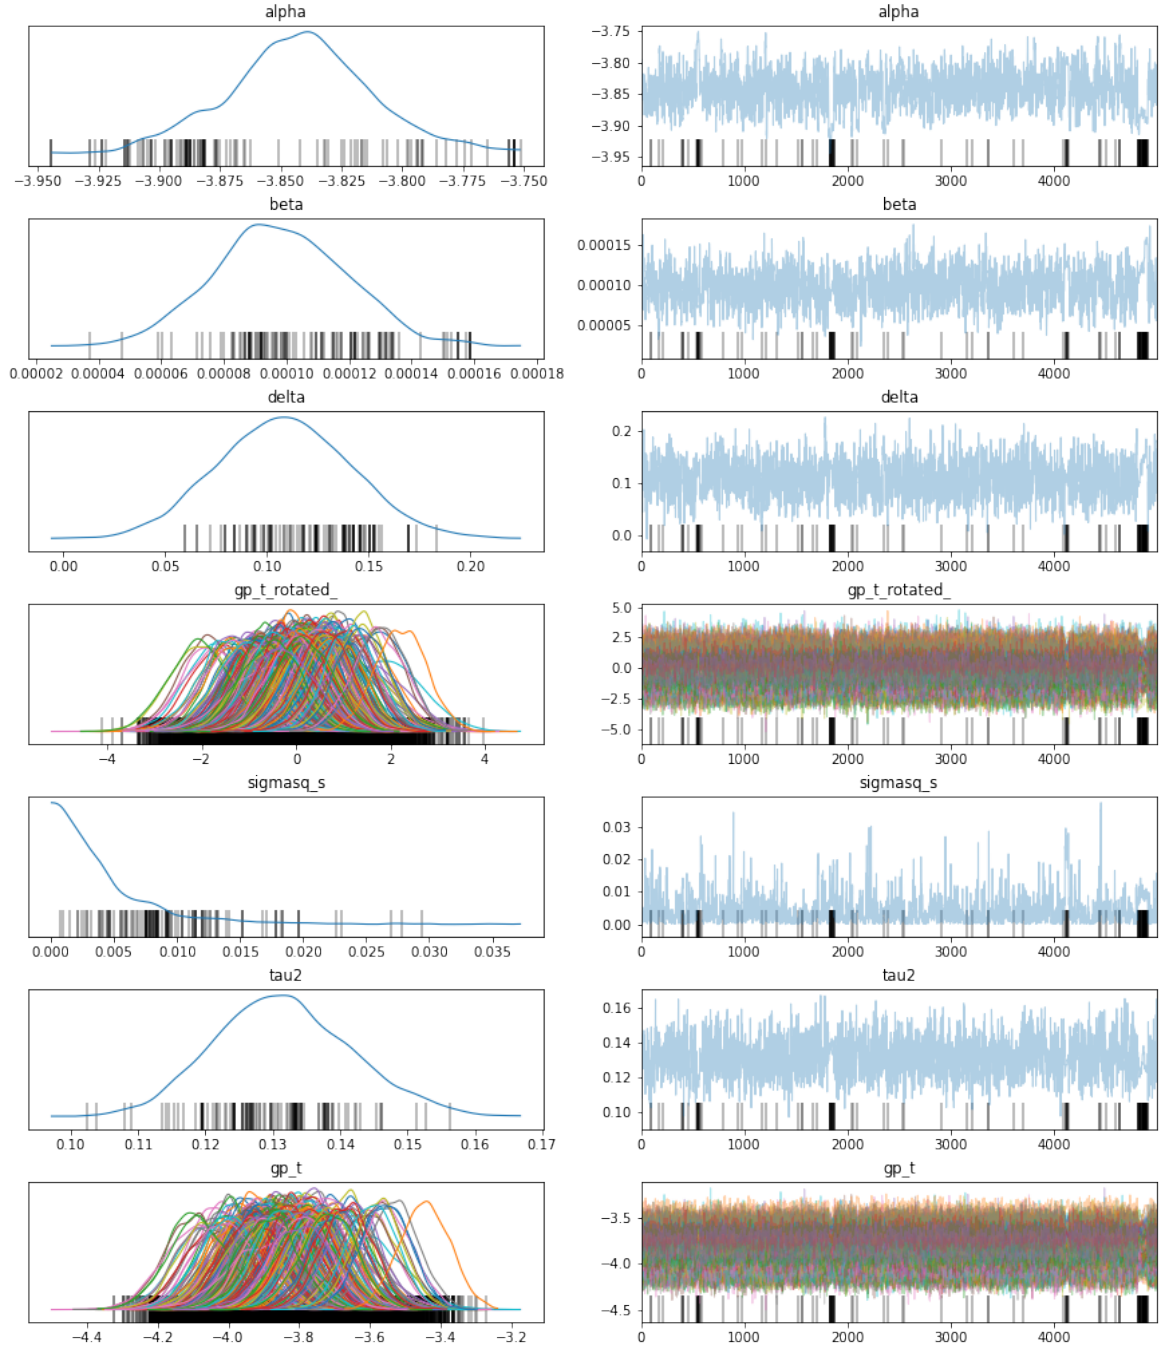 alpha alpha
−3.75
−3.80
−3.85
−3.90
−3.95
−3.950 −3.925 −3.900 −3.875 −3.850 −3.825 −3.800 −3.775 −3.750 0 1000 2000 3000 4000
beta beta
0.00015
0.00010
0.00005
0.00002 0.00004 0.00006 0.00008 0.00010 0.00012 0.00014 0.00016 0.00018 0 1000 2000 3000 4000
delta delta
0.2
0.1
0.0
0.00 0.05 0.10 0.15 0.20 0 1000 2000 3000 4000
gp_t_rotated_ gp_t_rotated_
5.0
2.5
0.0
−2.5
−5.0
−4 −2 0 2 4 0 1000 2000 3000 4000
sigmasq_s sigmasq_s
0.03
0.02
0.01
0.00
0.000 0.005 0.010 0.015 0.020 0.025 0.030 0.035 0 1000 2000 3000 4000
tau2 tau2
0.16
0.14
0.12
0.10
0.10 0.11 0.12 0.13 0.14 0.15 0.16 0.17 0 1000 2000 3000 4000
gp_t gp_t
−3.5
−4.0
−4.5
−4.4 −4.2 −4.0 −3.8 −3.6 −3.4 −3.2 0 1000 2000 3000 4000